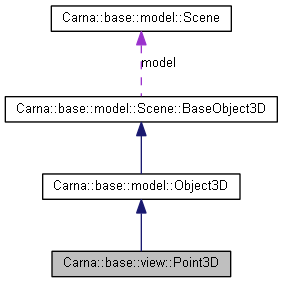 Carna::base::model::Scene
model
Carna::base::model::Scene::BaseObject3D
Carna::base::model::Object3D
Carna::base::view::Point3D